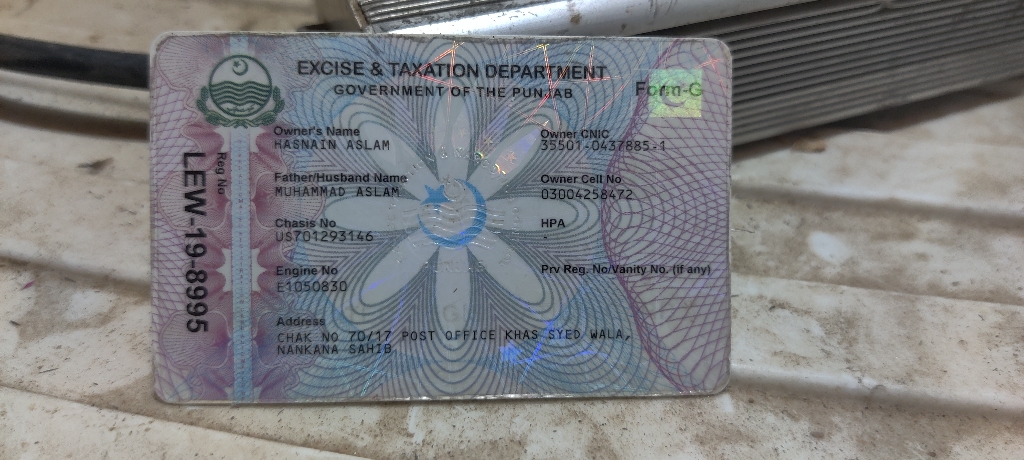 EXCISE & TAXATION DEPARTMENT
GOVERNMENT OF THE PUNJAB
Form-G
Reg No
LEW-19-8995
Owner's Name
HASNAIN ASLAM
Owner CNIC
35501-0437885-1
Father/Husband Name
MUHAMMAD ASLAM
Owner Cell No
03004258472
Chasis No
US701293146
HPA
-
Engine No
E1050830
Prv Reg. No/Vanity No. (if any)
Address
CHAK NO 70/17 POST OFFICE KHAS SYED WALA,
NANKANA SAHIB